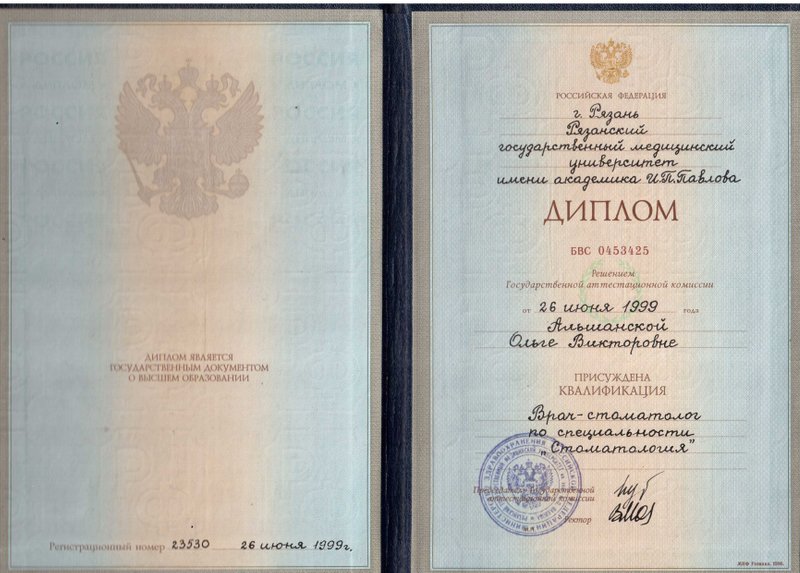 ДИПЛОМ ЯВЛЯЕТСЯ
ГОСУДАРСТВЕННЫМ ДОКУМЕНТОМ
О ВЫСШЕМ ОБРАЗОВАНИИ
Регистрационный номер 23530 26 июня 1999г.
РОССИЙСКАЯ ФЕДЕРАЦИЯ
г. Рязань
Рязанский
государственный медицинский
университет
имени академика И.П.Павлова
ДИПЛОМ
БВС 0453425
Решением
Государственной аттестационной комиссии
от 26 июня 1999 года
Альшанской
Ольге Викторовне
ПРИСУЖДЕНА
КВАЛИФИКАЦИЯ
Врач-стоматолог
по специальности
"Стоматология"
Председатель Государственной
аттестационной комиссии
Ректор